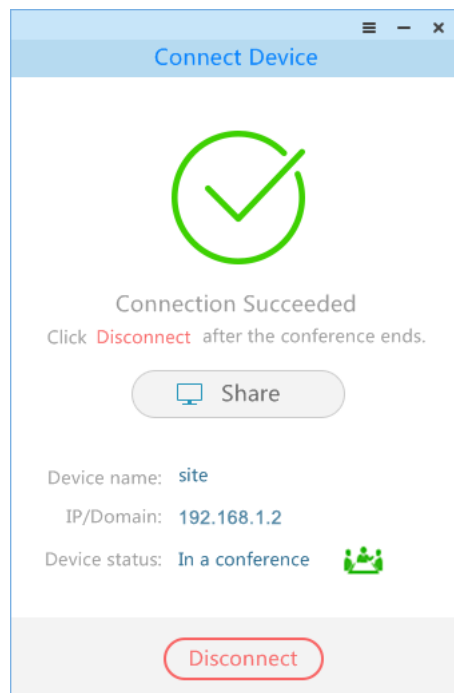 Connect Device
Connection Succeeded
Click Disconnect after the conference ends.
Share
Device name: site
IP/Domain: 192.168.1.2
Device status: In a conference
Disconnect